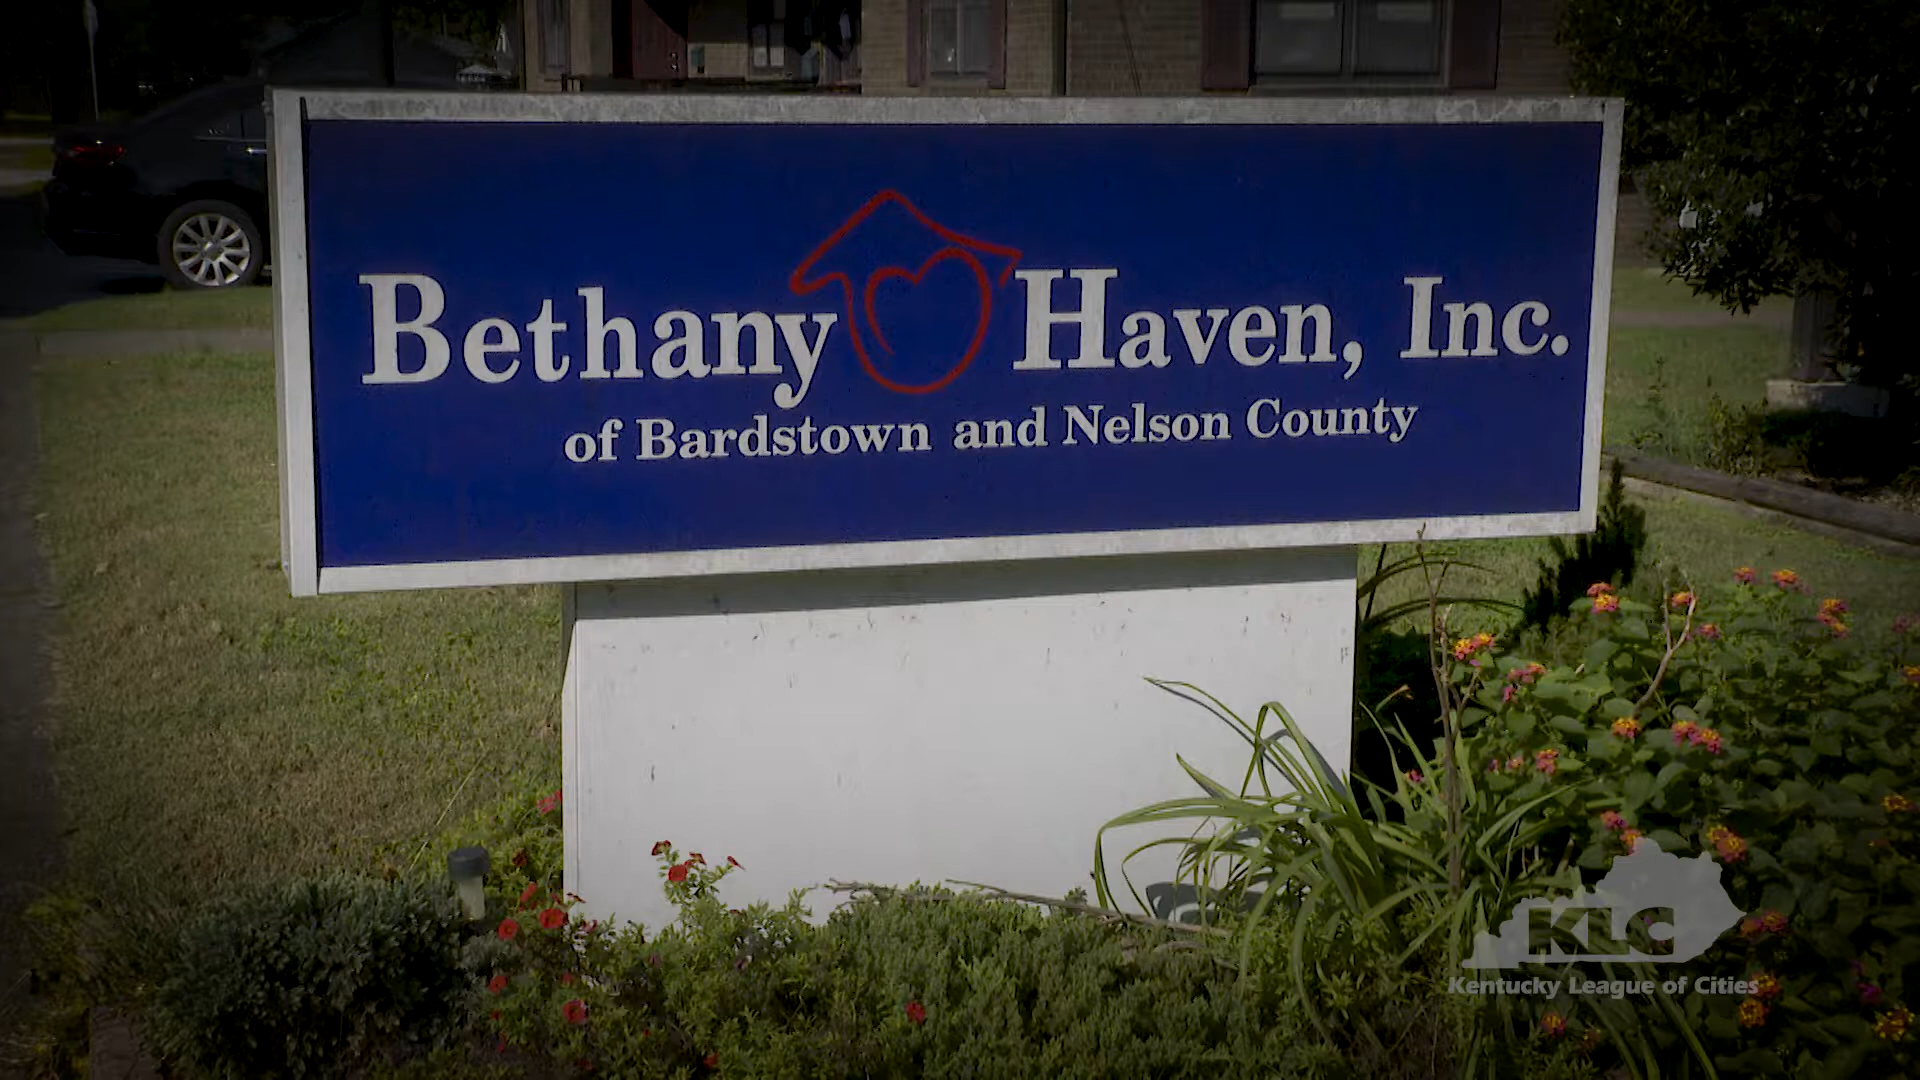 Bethany Haven, Inc.
of Bardstown and Nelson County
KLC
Kentucky League of Cities